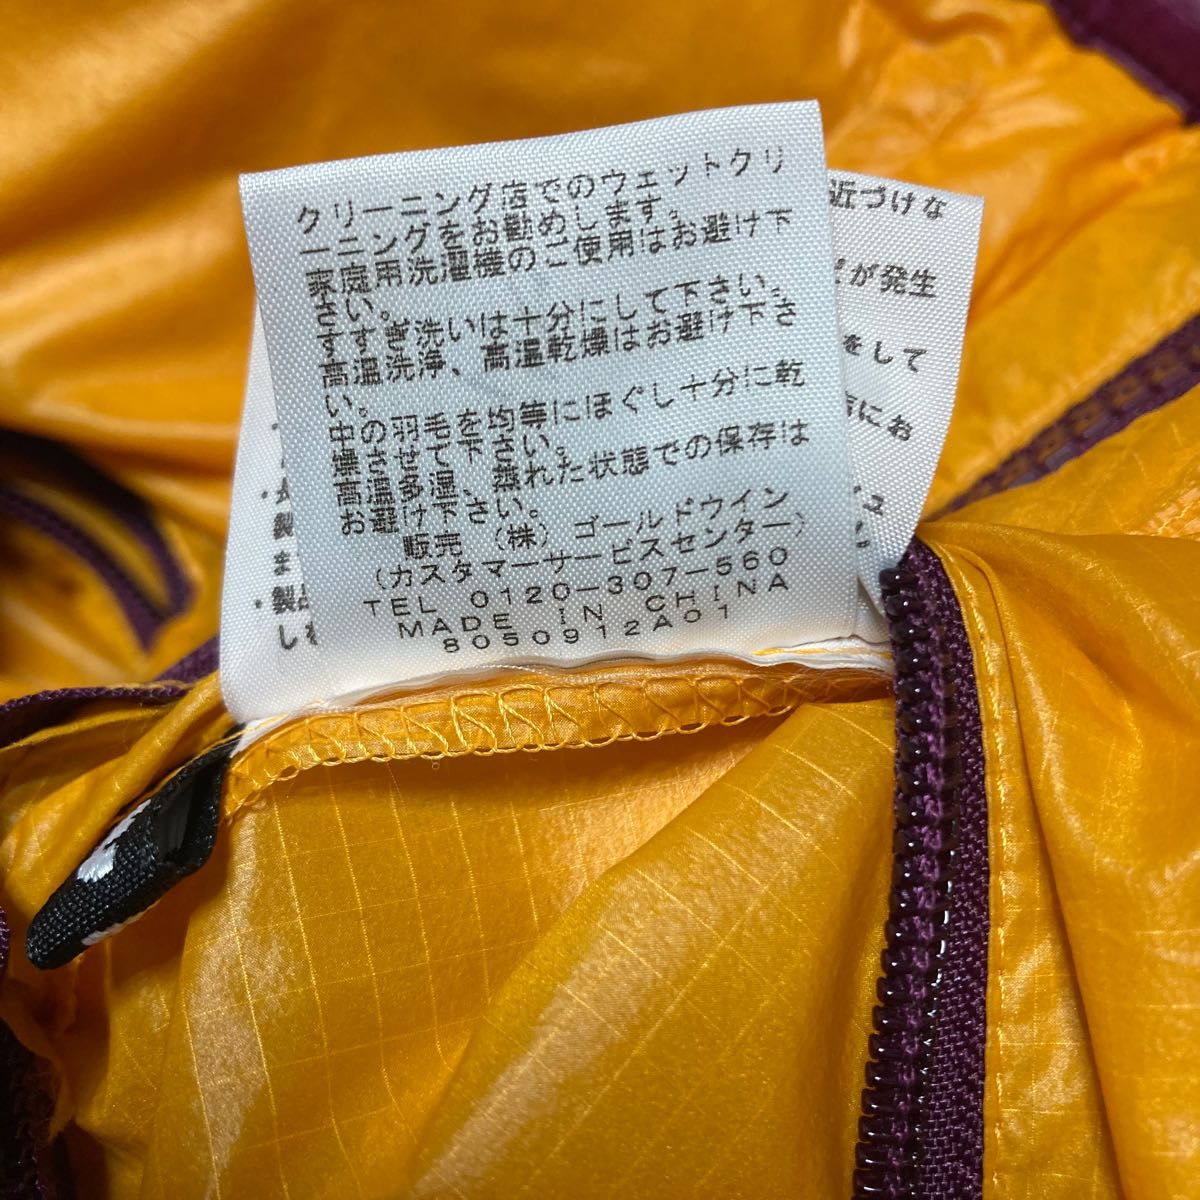 クリーニング店でのウェットクリ
ーニングをお勧めします。
家庭用洗濯機のご使用はお避け下
さい。
すすぎ洗いは十分にして下さい。
高温洗浄、高温乾燥はお避け下さ
い。
中の羽毛を均等にほぐし十分に乾
燥させて下さい。
高温多湿、蒸れた状態での保存は
お避け下さい。
販売 (株) ゴールドウイン
(カスタマーサービスセンター)
TEL 0120-307-560
MADE IN CHINA
8050912A01
近づけな
が発生
をして
にお
製
ま
・製
し